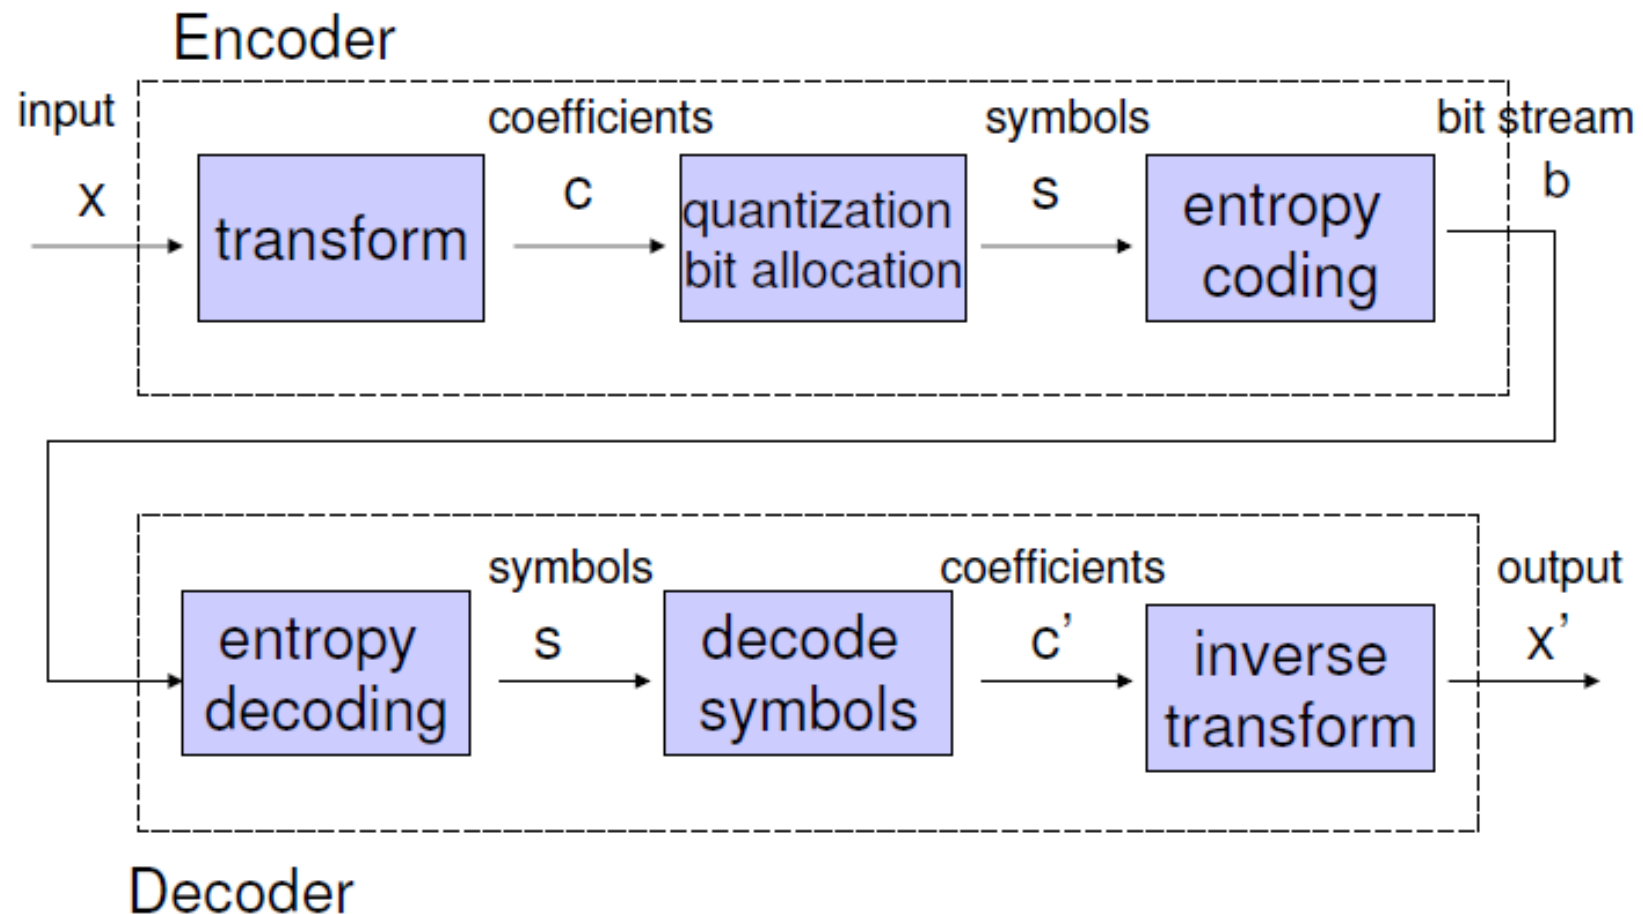 Encoder
input
coefficients
symbols
bit stream
x
c
s
b
transform
quantization
bit allocation
entropy
coding
symbols
coefficients
output
entropy
decoding
s
decode
symbols
c’
inverse
transform
x’
Decoder